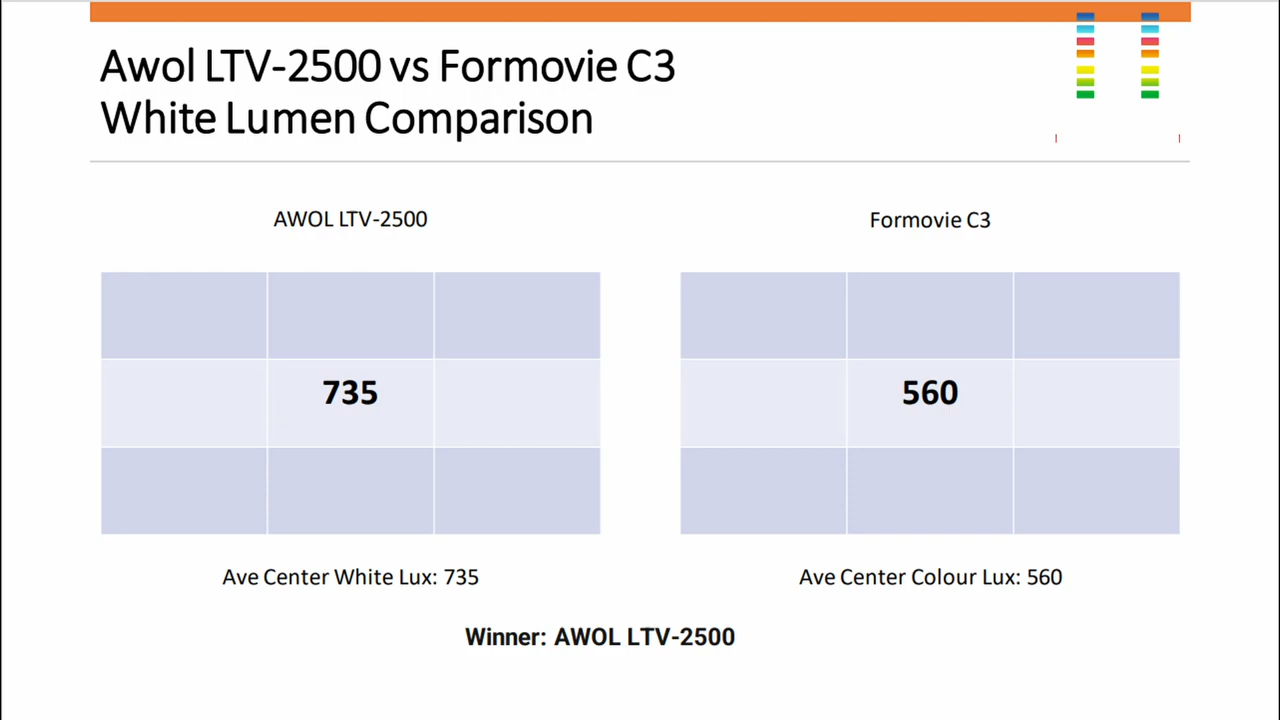 Awol LTV-2500 vs Formovie C3
White Lumen Comparison
AWOL LTV-2500
Formovie C3
735
560
Ave Center White Lux: 735
Ave Center Colour Lux: 560
Winner: AWOL LTV-2500